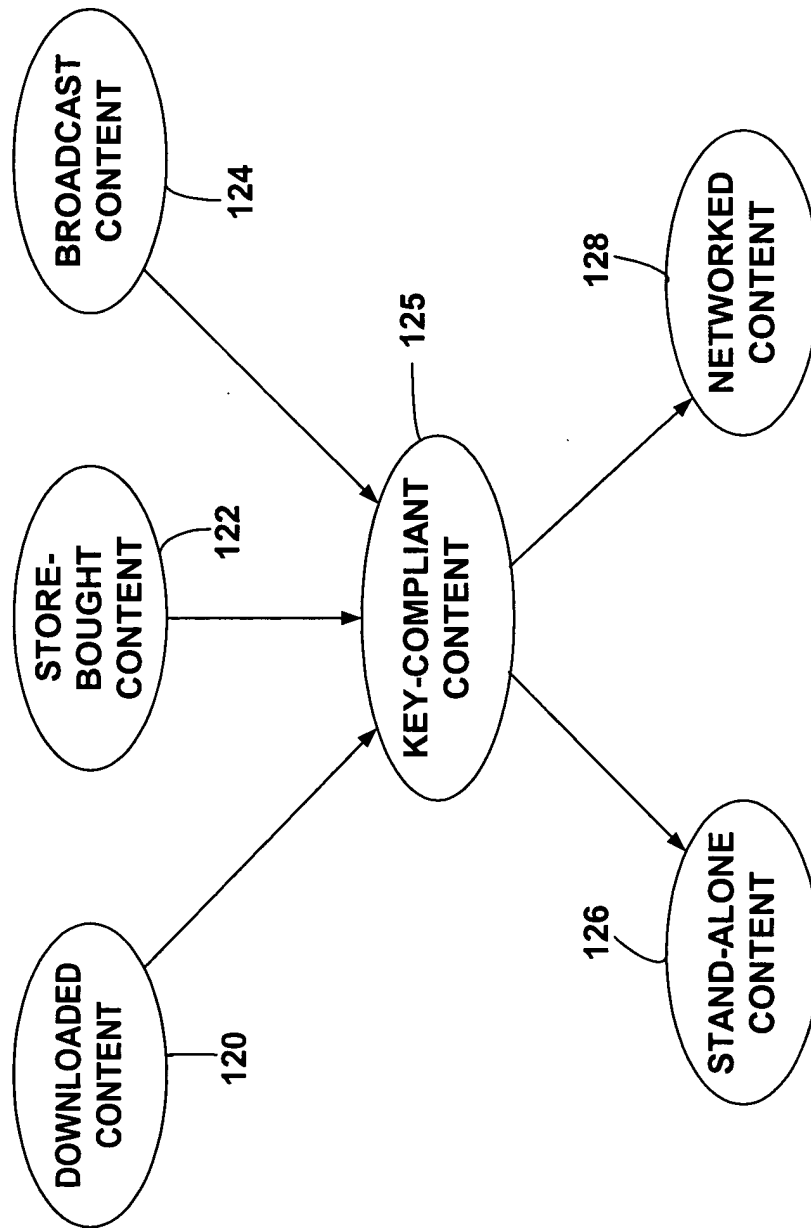 DOWNLOADED
CONTENT
120
STORE-
BOUGHT
CONTENT
122
BROADCAST
CONTENT
124
KEY-COMPLIANT
CONTENT
125
STAND-ALONE
CONTENT
126
NETWORKED
CONTENT
128